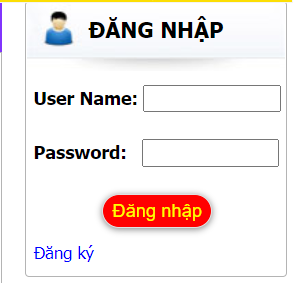 ĐĂNG NHẬP
User Name:
Password:
Đăng nhập
Đăng ký